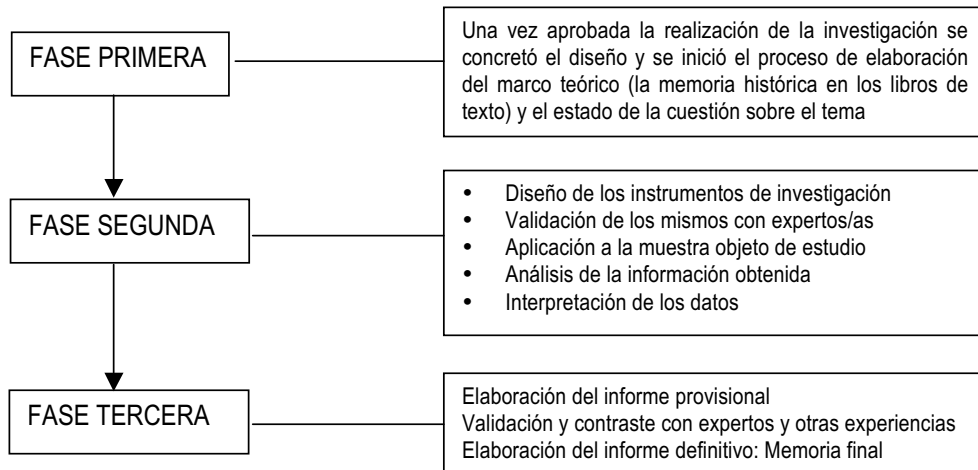 FASE PRIMERA
Una vez aprobada la realización de la investigación se
concretó el diseño y se inició el proceso de elaboración
del marco teórico (la memoria histórica en los libros de
texto) y el estado de la cuestión sobre el tema
FASE SEGUNDA
• Diseño de los instrumentos de investigación
• Validación de los mismos con expertos/as
• Aplicación a la muestra objeto de estudio
• Análisis de la información obtenida
• Interpretación de los datos
FASE TERCERA
Elaboración del informe provisional
Validación y contraste con expertos y otras experiencias
Elaboración del informe definitivo: Memoria final